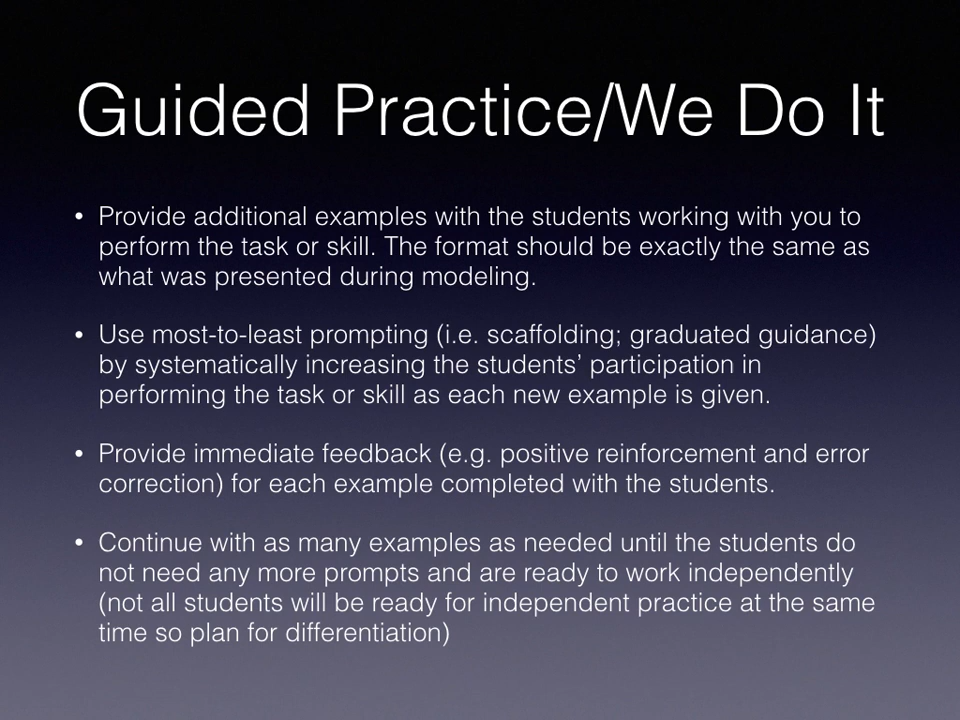 Guided Practice/We Do It
• Provide additional examples with the students working with you to
perform the task or skill. The format should be exactly the same as
what was presented during modeling.
• Use most-to-least prompting (i.e. scaffolding; graduated guidance)
by systematically increasing the students’ participation in
performing the task or skill as each new example is given.
• Provide immediate feedback (e.g. positive reinforcement and error
correction) for each example completed with the students.
• Continue with as many examples as needed until the students do
not need any more prompts and are ready to work independently
(not all students will be ready for independent practice at the same
time so plan for differentiation)